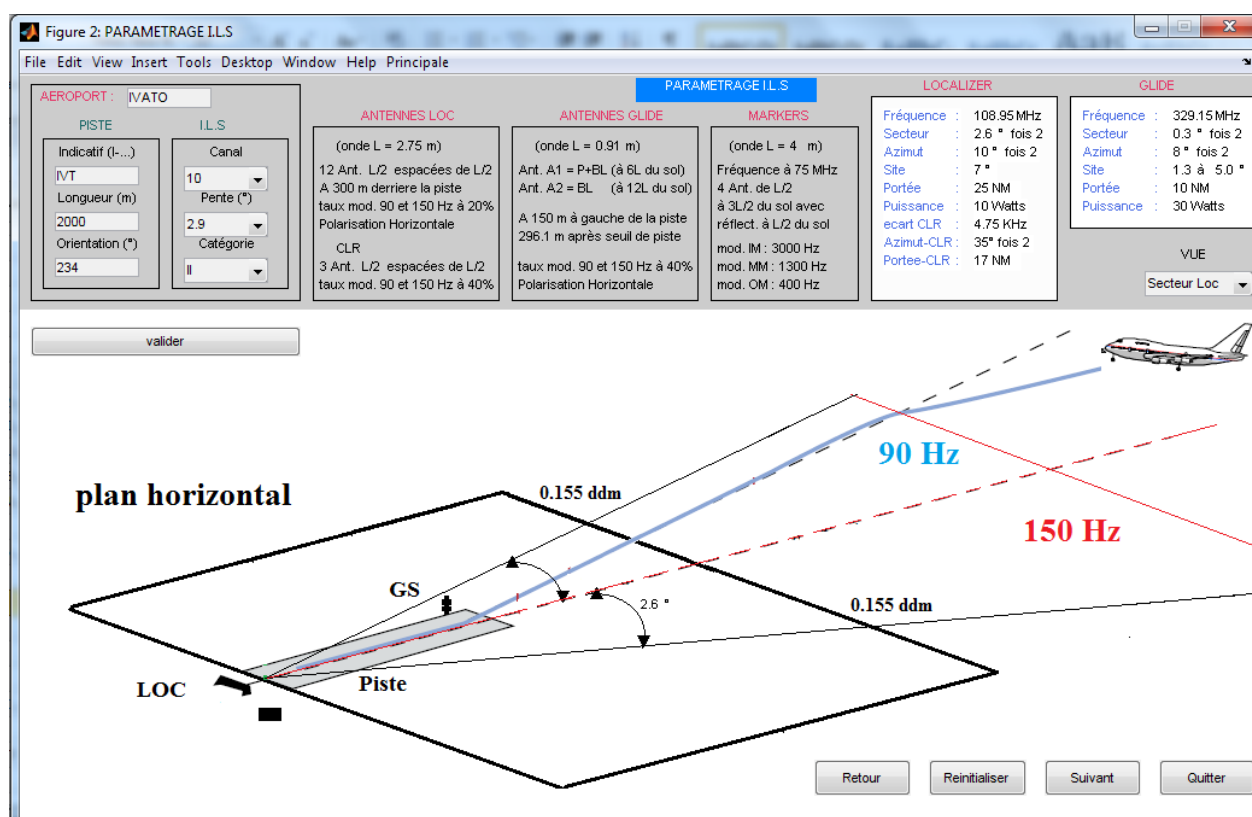 Figure 2: PARAMETRAGE I.L.S
File Edit View Insert Tools Desktop Window Help Principale
PARAMETRAGE I.L.S
AEROPORT : IVATO
PISTE
Indicatif (I-...)
IVT
Longueur (m)
2000
Orientation (°)
234
I.L.S
Canal
10
Pente (°)
2.9
Catégorie
II
ANTENNES LOC
(onde L = 2.75 m)
12 Ant. L/2 espacées de L/2
A 300 m derriere la piste
taux mod. 90 et 150 Hz à 20%
Polarisation Horizontale
CLR
3 Ant. L/2 espacées de L/2
taux mod. 90 et 150 Hz à 40%
ANTENNES GLIDE
(onde L = 0.91 m)
Ant. A1 = P+BL (à 6L du sol)
Ant. A2 = BL (à 12L du sol)
A 150 m à gauche de la piste
296.1 m après seuil de piste
taux mod. 90 et 150 Hz à 40%
Polarisation Horizontale
MARKERS
(onde L = 4 m)
Fréquence à 75 MHz
4 Ant. de L/2
à 3L/2 du sol avec
réflect. à L/2 du sol
mod. IM : 3000 Hz
mod. MM : 1300 Hz
mod. OM : 400 Hz
LOCALIZER
Fréquence : 108.95 MHz
Secteur : 2.6 ° fois 2
Azimut : 10 ° fois 2
Site : 7 °
Portée : 25 NM
Puissance : 10 Watts
ecart CLR : 4.75 KHz
Azimut-CLR : 35° fois 2
Portee-CLR : 17 NM
GLIDE
Fréquence : 329.15 MHz
Secteur : 0.3 ° fois 2
Azimut : 8 ° fois 2
Site : 1.3 à 5.0 °
Portée : 10 NM
Puissance : 30 Watts
VUE
Secteur Loc
valider
90 Hz
plan horizontal
0.155 ddm
150 Hz
GS
2.6 °
0.155 ddm
LOC
Piste
Retour
Reinitialiser
Suivant
Quitter